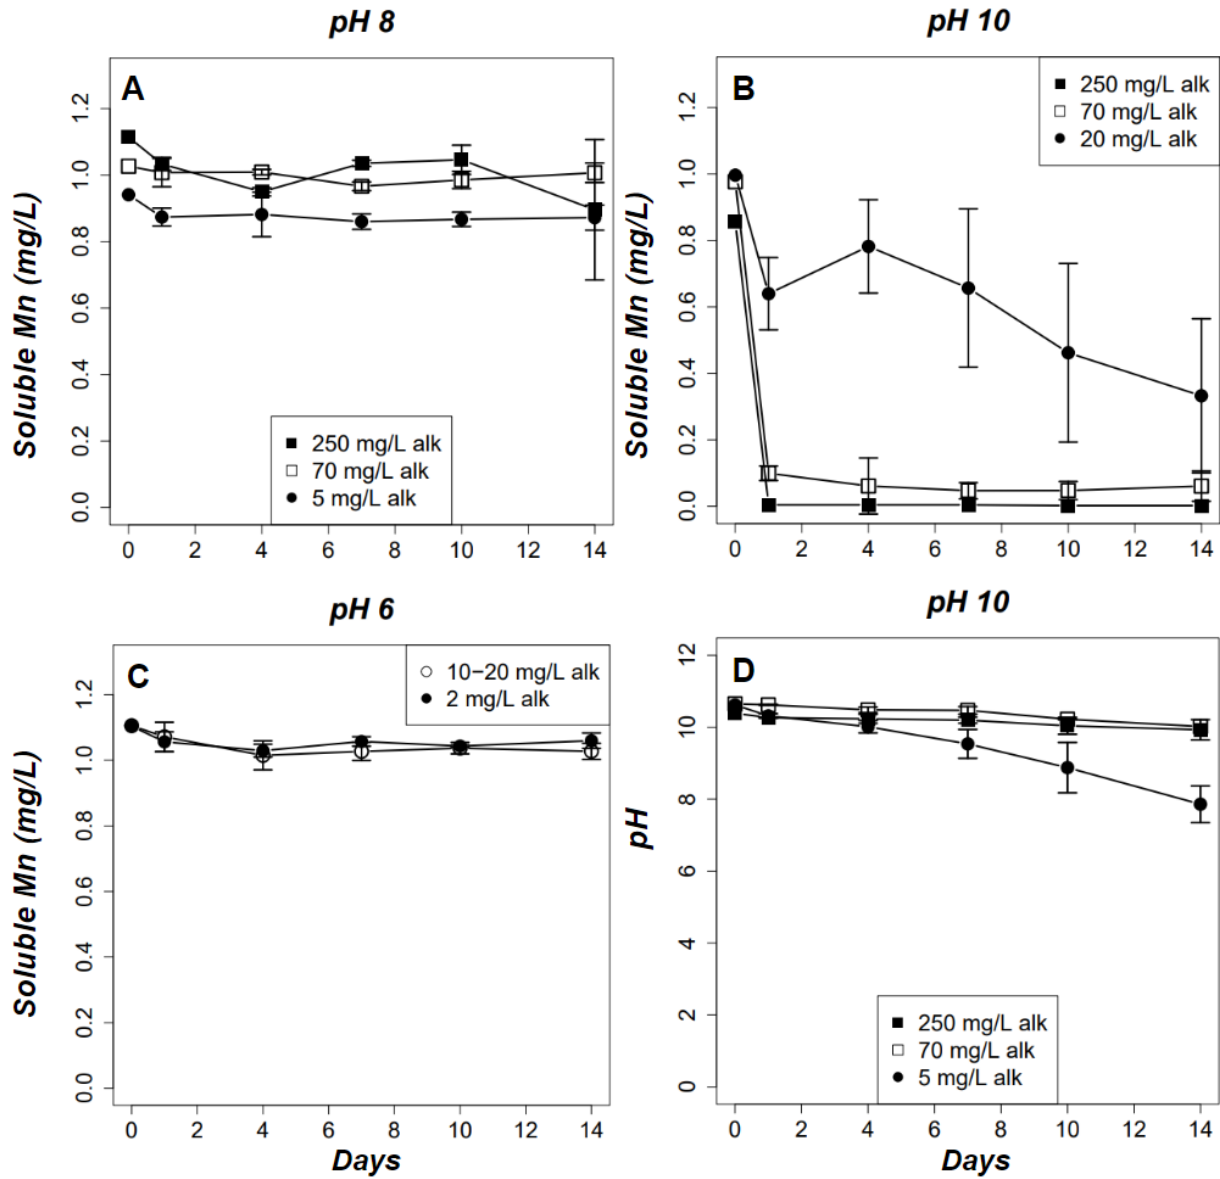 pH 8
A
Soluble Mn (mg/L)
0.0 0.2 0.4 0.6 0.8 1.0 1.2
250 mg/L alk
70 mg/L alk
5 mg/L alk
0 2 4 6 8 10 12 14
pH 10
B
Soluble Mn (mg/L)
0.0 0.2 0.4 0.6 0.8 1.0 1.2
250 mg/L alk
70 mg/L alk
20 mg/L alk
0 2 4 6 8 10 12 14
pH 6
C
Soluble Mn (mg/L)
0.0 0.2 0.4 0.6 0.8 1.0 1.2
10−20 mg/L alk
2 mg/L alk
0 2 4 6 8 10 12 14
Days
pH 10
D
pH
0 2 4 6 8 10 12
250 mg/L alk
70 mg/L alk
5 mg/L alk
0 2 4 6 8 10 12 14
Days